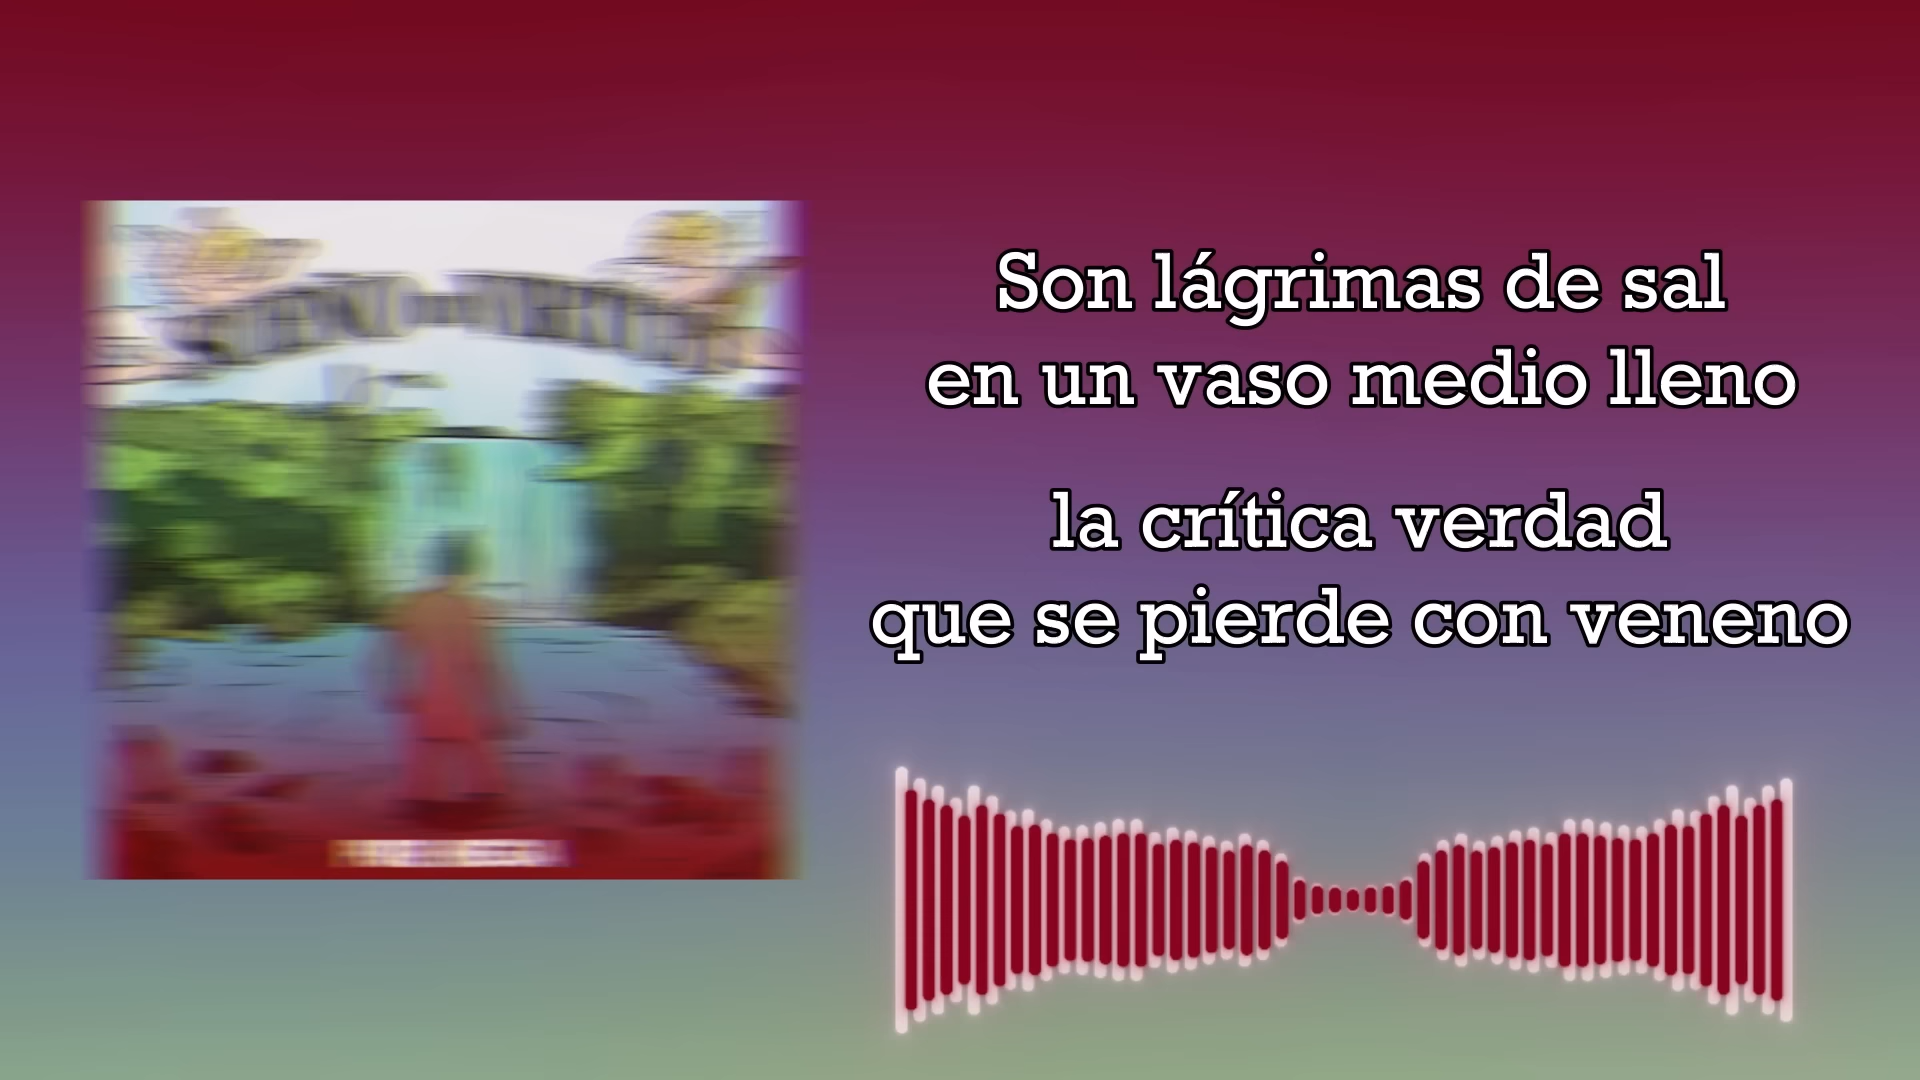 Son lágrimas de sal
en un vaso medio lleno
la crítica verdad
que se pierde con veneno